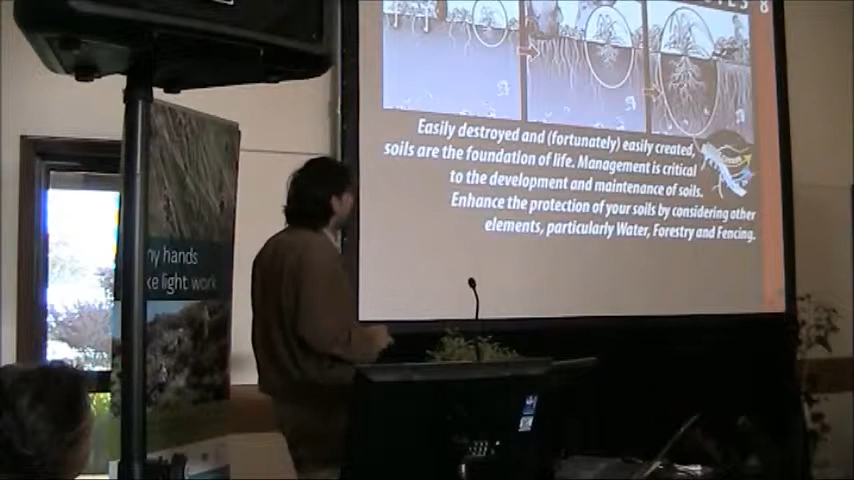 8
Easily destroyed and (fortunately) easily created,
soils are the foundation of life. Management is critical
to the development and maintenance of soils,
Enhance the protection of your soils by considering other
elements, particularly Water, Forestry and Fencing.
hands
light work